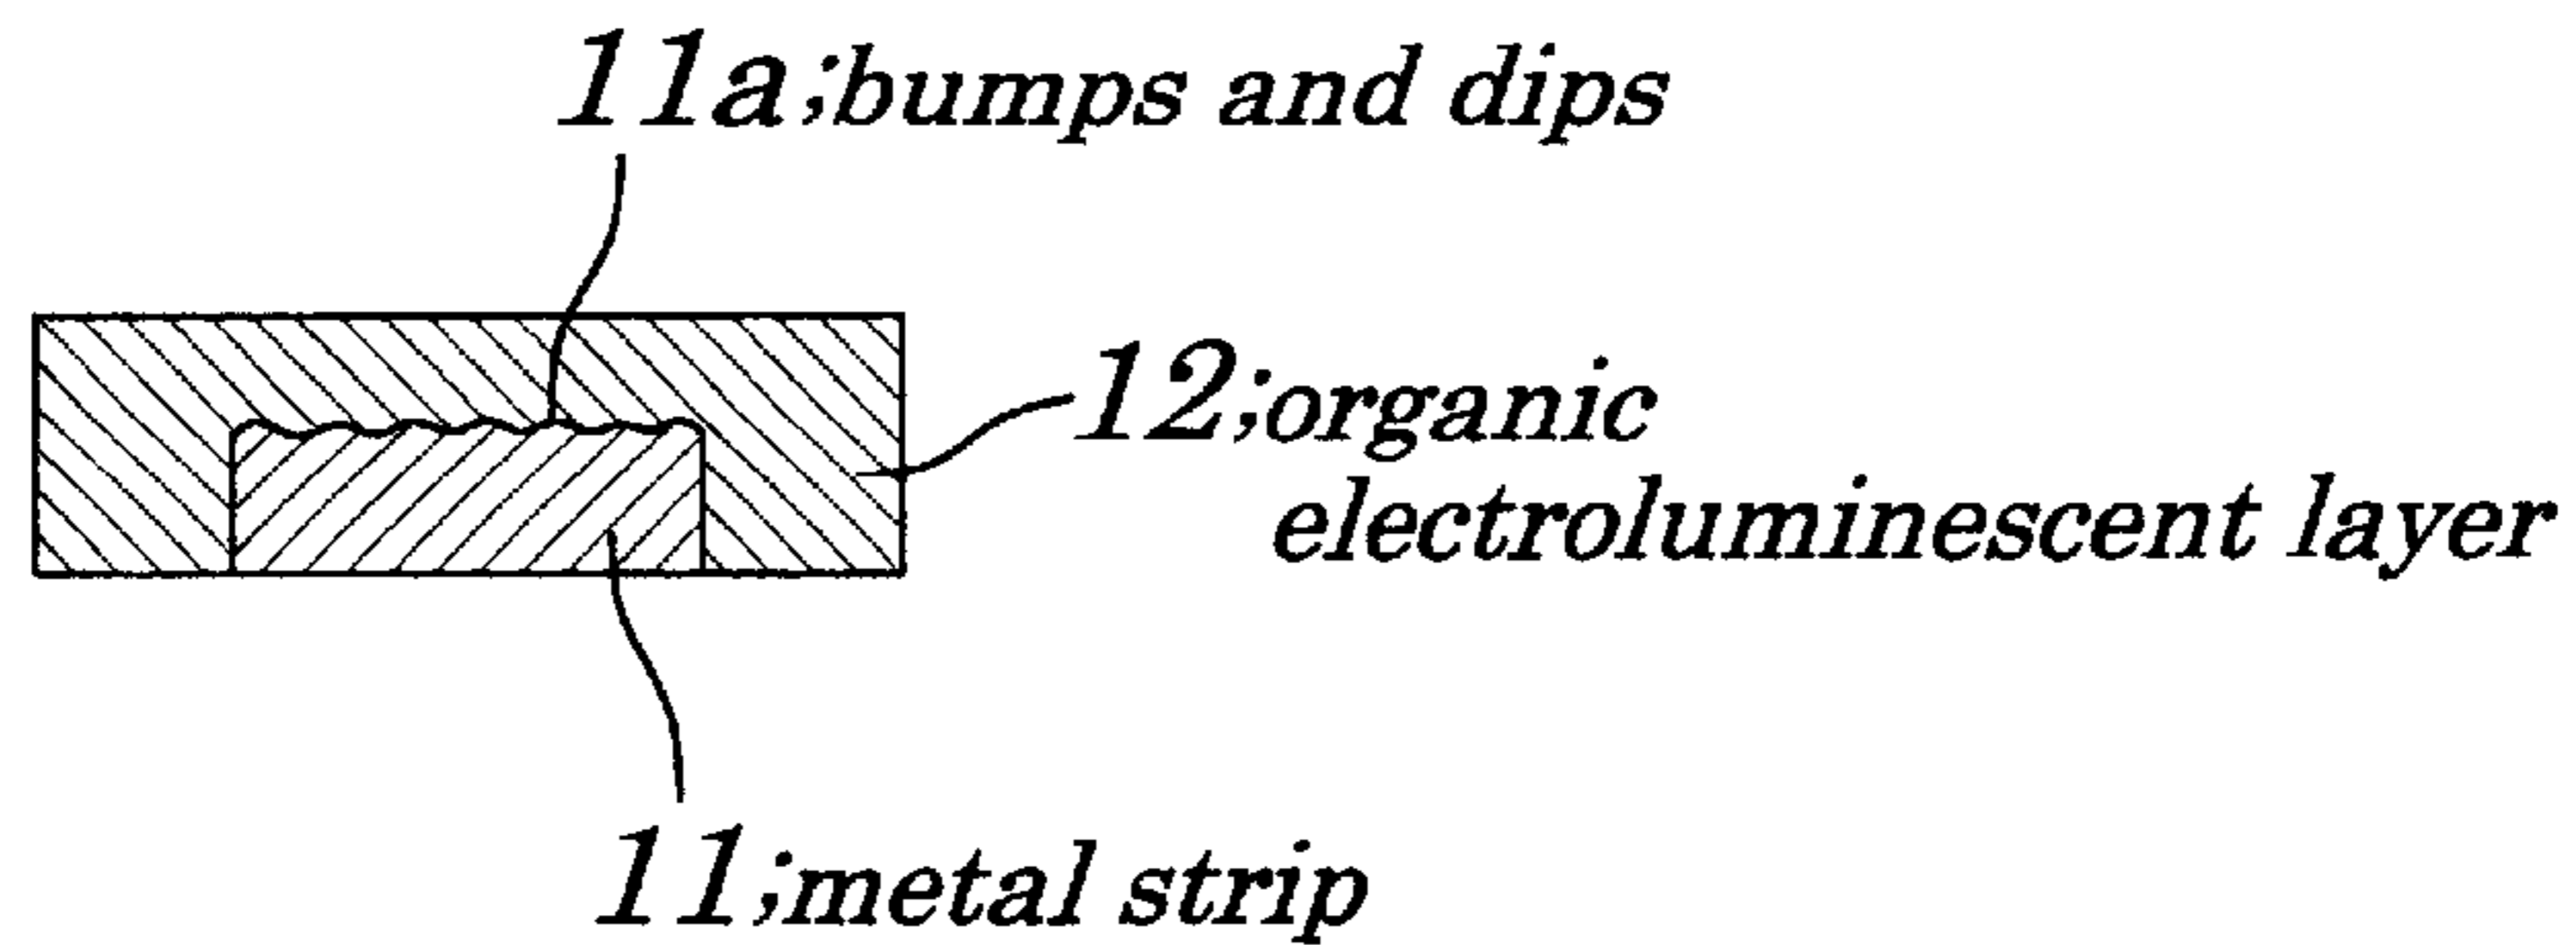 11a;bumps and dips
12;organic
electroluminescent layer
11;metal strip